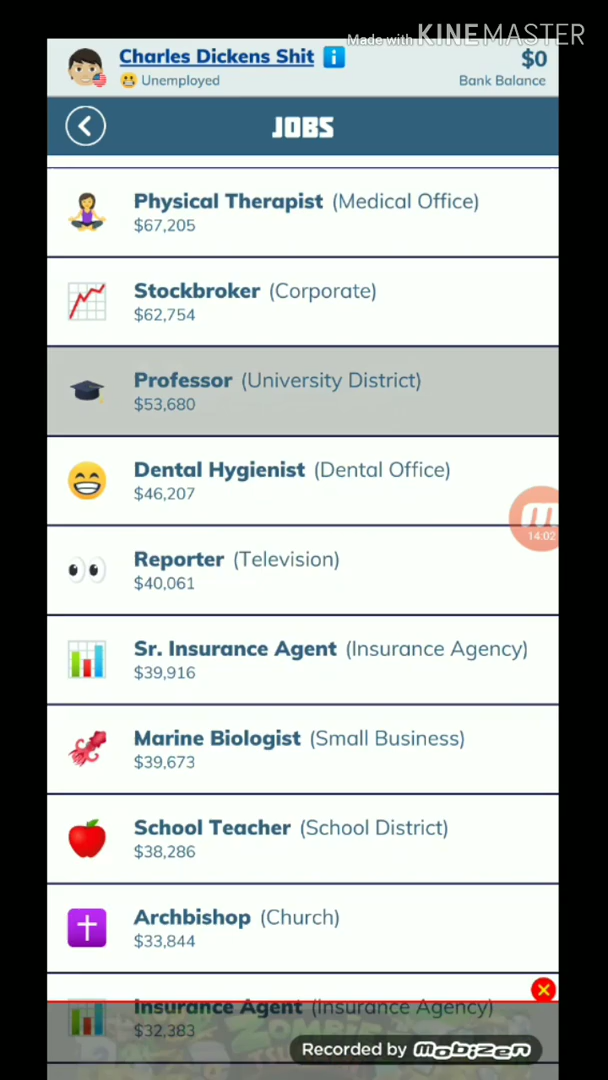 Made with KINEMASTER
Charles Dickens Shit
$0
Unemployed
Bank Balance
JOBS
Physical Therapist (Medical Office)
$67,205
Stockbroker (Corporate)
$62,754
Professor (University District)
$53,680
Dental Hygienist (Dental Office)
$46,207
14:02
Reporter (Television)
$40,061
Sr. Insurance Agent (Insurance Agency)
$39,916
Marine Biologist (Small Business)
$39,673
School Teacher (School District)
$38,286
Archbishop (Church)
$33,844
Insurance Agent (Insurance Agency)
$32,383
Recorded by mobizen